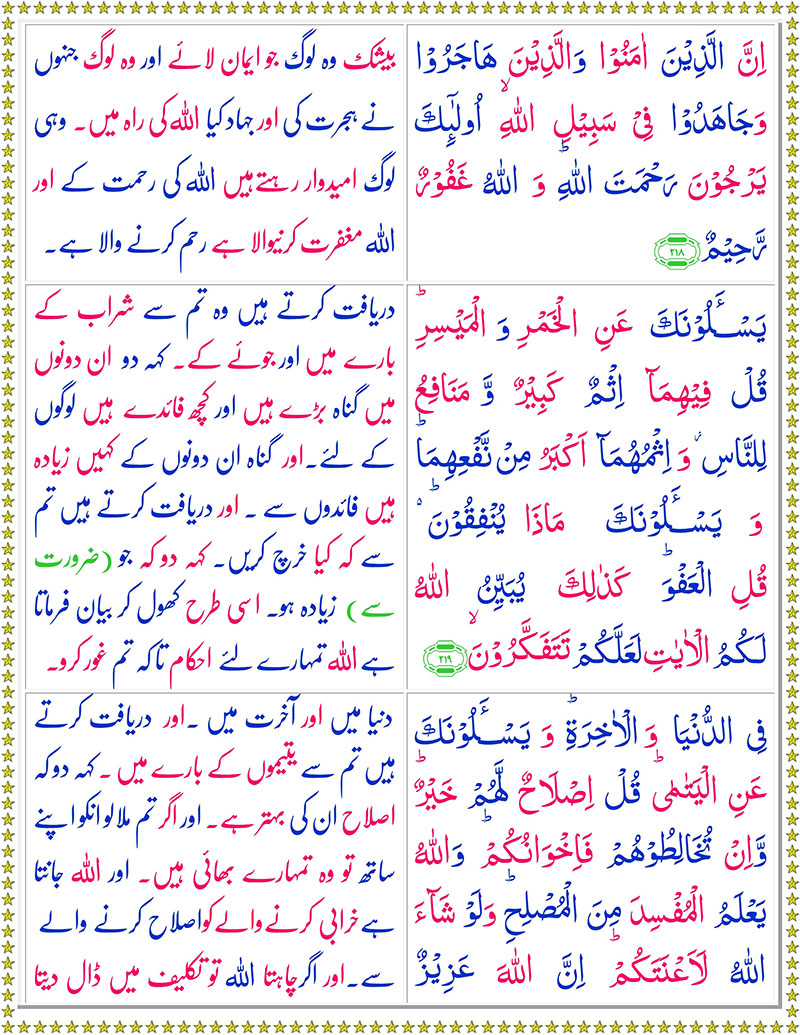 اِنَّ الَّذِیْنَ اٰمَنُوْا وَالَّذِیْنَ هَاجَرُوْا
وَجَاهَدُوْا فِیْ سَبِیْلِ اللّٰهِ ۙ اُولٰٓئِكَ
یَرْجُوْنَ رَحْمَتَ اللّٰهِ ؕ وَ اللّٰهُ غَفُوْرٌ
رَّحِیْمٌ ۲۱۸
بیشک وہ لوگ جو ایمان لائے اور وہ لوگ جنہوں
نے ہجرت کی اور جہاد کیا اللہ کی راہ میں۔ وہی
لوگ امیدوار رہتے ہیں اللہ کی رحمت کے اور
اللہ مغفرت کرنیوالا ہے رحم کرنے والا ہے۔
یَسْـَٔلُوْنَكَ عَنِ الْخَمْرِ وَ الْمَیْسِرِ ؕ
قُلْ فِیْهِمَاۤ اِثْمٌ كَبِیْرٌ وَّ مَنَافِعُ
لِلنَّاسِ ؗ وَ اِثْمُهُمَاۤ اَكْبَرُ مِنْ نَّفْعِهِمَا ؕ
وَ یَسْـَٔلُوْنَكَ مَاذَا یُنْفِقُوْنَ ؕ۬
قُلِ الْعَفْوَ ؕ كَذٰلِكَ یُبَیِّنُ اللّٰهُ
لَكُمُ الْاٰیٰتِ لَعَلَّكُمْ تَتَفَكَّرُوْنَ ۙ ۲۱۹
دریافت کرتے ہیں وہ تم سے شراب کے
بارے میں اور جوئے کے۔ کہہ دو ان دونوں
میں گناہ بڑے ہیں اور کچھ فائدے ہیں لوگوں
کے لئے۔ اور گناہ ان دونوں کے کہیں زیادہ
ہیں فائدوں سے ۔ اور دریافت کرتے ہیں تم
سے کہ کیا خرچ کریں۔ کہہ دو کہ جو (ضرورت
سے) زیادہ ہو۔ اسی طرح کھول کر بیان فرماتا
ہے اللہ تمہارے لئے احکام تاکہ تم غور کرو۔
فِی الدُّنْیَا وَ الْاٰخِرَةِ ؕ وَ یَسْـَٔلُوْنَكَ
عَنِ الْیَتٰمٰی ؕ قُلْ اِصْلَاحٌ لَّهُمْ خَیْرٌ ؕ
وَاِنْ تُخَالِطُوْهُمْ فَاِخْوَانُكُمْ ؕ وَاللّٰهُ
یَعْلَمُ الْمُفْسِدَ مِنَ الْمُصْلِحِ ؕ وَلَوْ شَآءَ
اللّٰهُ لَاَعْنَتَكُمْ ؕ اِنَّ اللّٰهَ عَزِیْزٌ
دنیا میں اور آخرت میں ۔اور دریافت کرتے
ہیں تم سے یتیموں کے بارے میں ۔ کہہ دو کہ
اصلاح ان کی بہتر ہے۔ اور اگر تم ملا لو انکو اپنے
ساتھ تو وہ تمہارے بھائی ہیں۔ اور اللہ جانتا
ہے خرابی کرنے والے کو اصلاح کرنے والے
سے۔ اور اگر چاہتا اللہ تو تکلیف میں ڈال دیتا